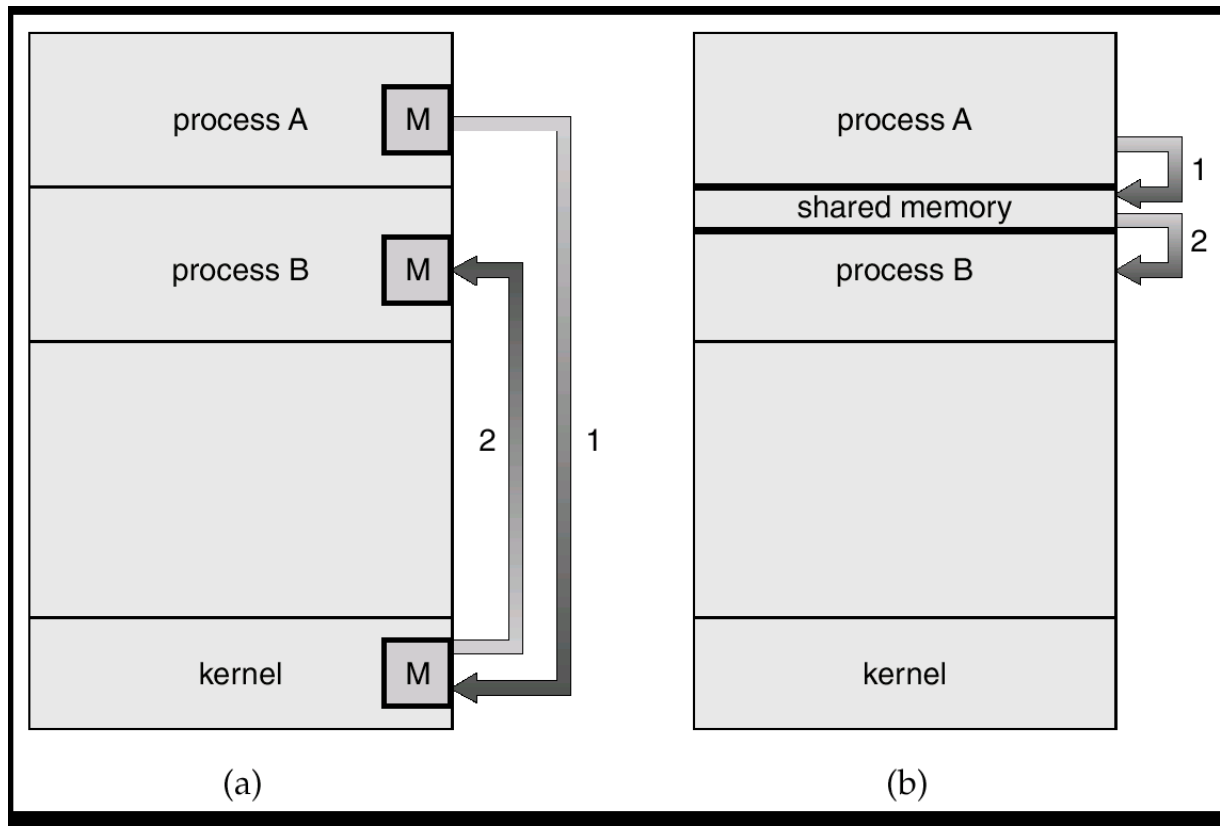 process A
M
process B
M
2
1
kernel
M
(a)
process A
1
shared memory
2
process B
kernel
(b)